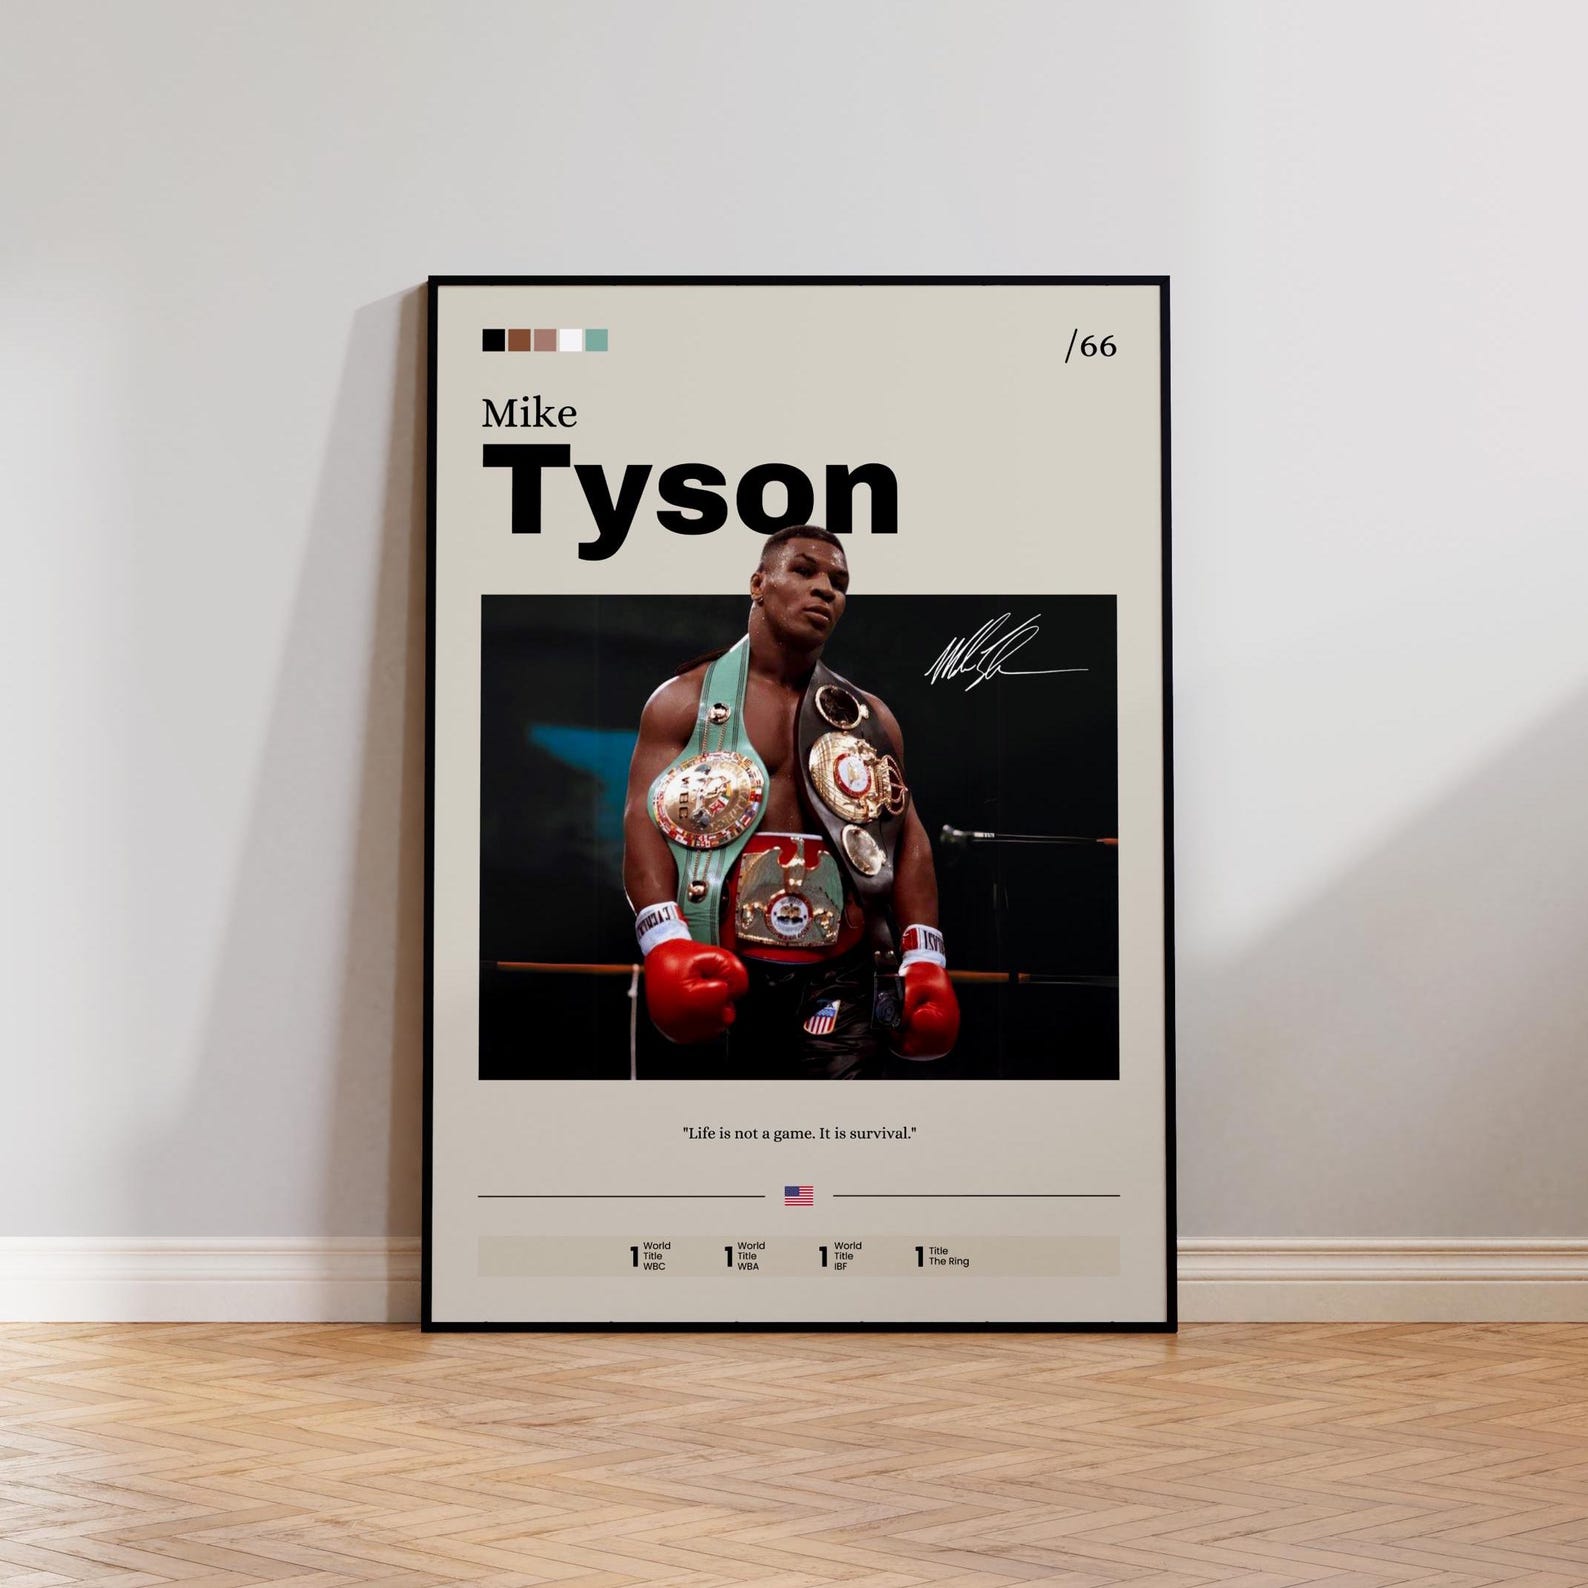 /66
Mike
Tyson
WBC
"Life is not a game. It is survival."
1 World Title WBC
1 World Title WBA
1 World Title IBF
1 Title The Ring